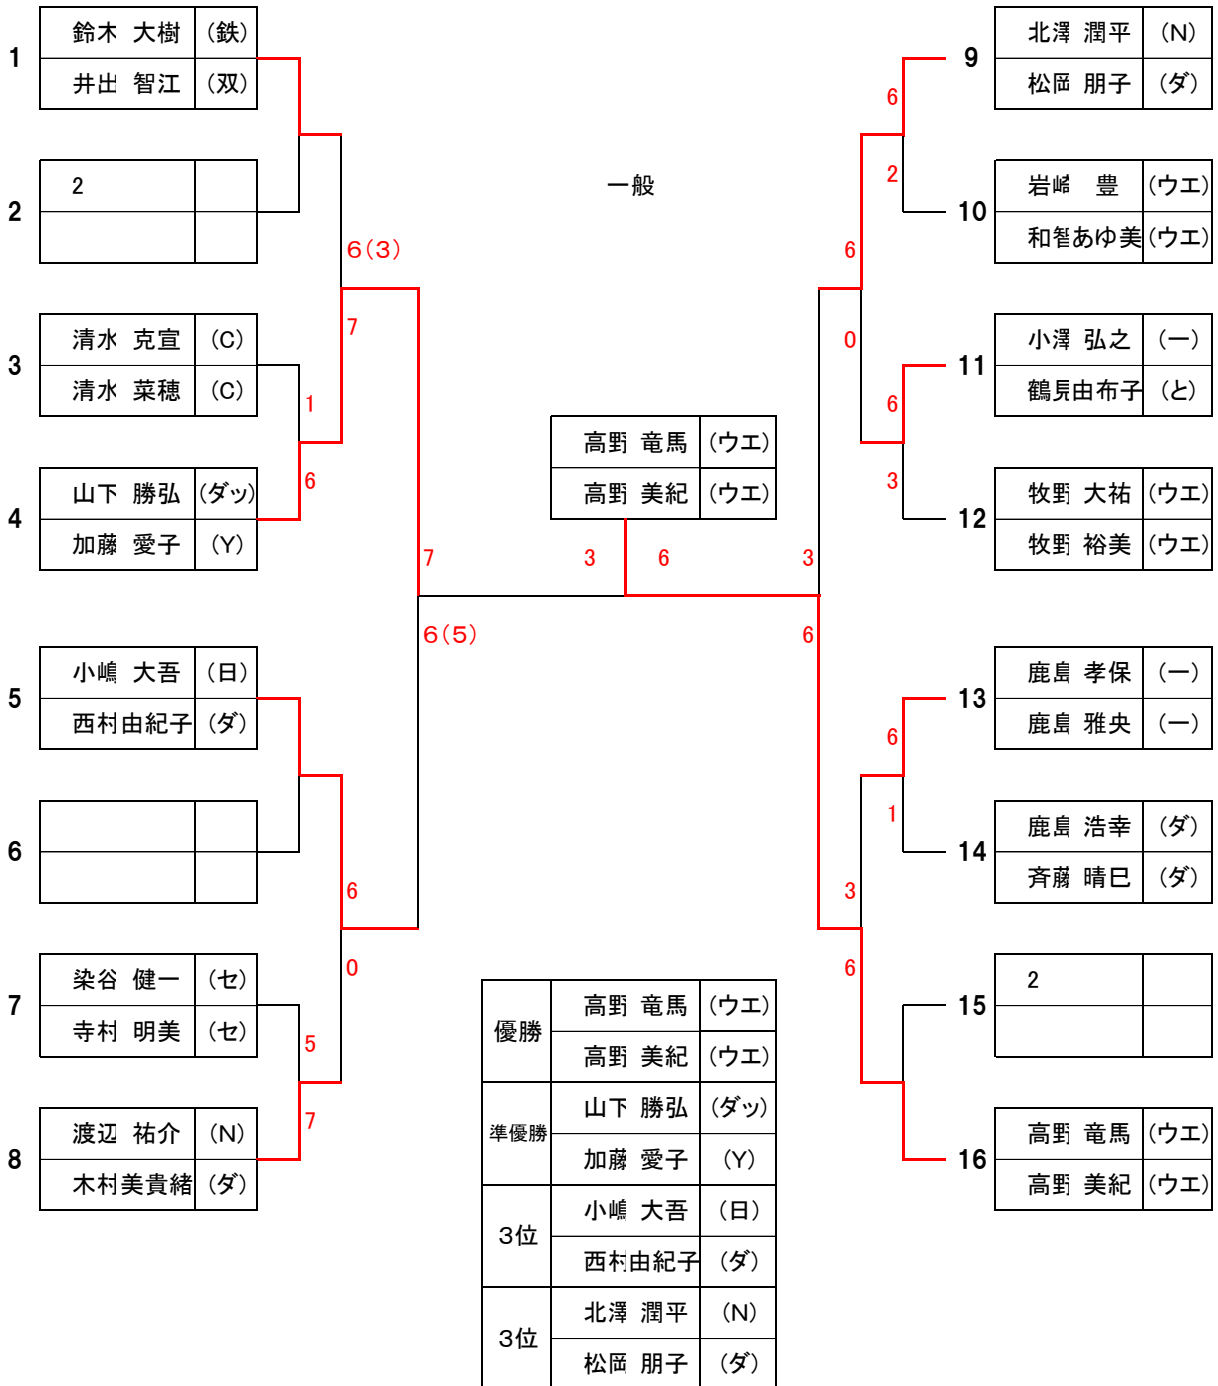 一般
1
鈴木 大樹 (鉄)
井出 智江 (双)
2
2
6(3)
7
3
清水 克宣 (C)
清水 菜穂 (C)
1
6
4
山下 勝弘 (ダッ)
加藤 愛子 (Y)
7
6(5)
5
小嶋 大吾 (日)
西村 由紀子 (ダ)
6
6
0
7
染谷 健一 (セ)
寺村 明美 (セ)
5
7
8
渡辺 祐介 (N)
木村 美貴緒 (ダ)
高野 竜馬 (ウエ)
高野 美紀 (ウエ)
3 6
9
北澤 潤平 (N)
松岡 朋子 (ダ)
6
2
10
岩崎 豊 (ウエ)
和智 あゆ美 (ウエ)
6
0
11
小澤 弘之 (一)
鶴見 由布子 (と)
6
3
12
牧野 大祐 (ウエ)
牧野 裕美 (ウエ)
3
6
13
鹿島 孝保 (一)
鹿島 雅央 (一)
6
1
14
鹿島 浩幸 (ダ)
斉藤 晴巳 (ダ)
3
6
15
2
16
高野 竜馬 (ウエ)
高野 美紀 (ウエ)
優勝
高野 竜馬 (ウエ)
高野 美紀 (ウエ)
準優勝
山下 勝弘 (ダッ)
加藤 愛子 (Y)
3位
小嶋 大吾 (日)
西村 由紀子 (ダ)
3位
北澤 潤平 (N)
松岡 朋子 (ダ)